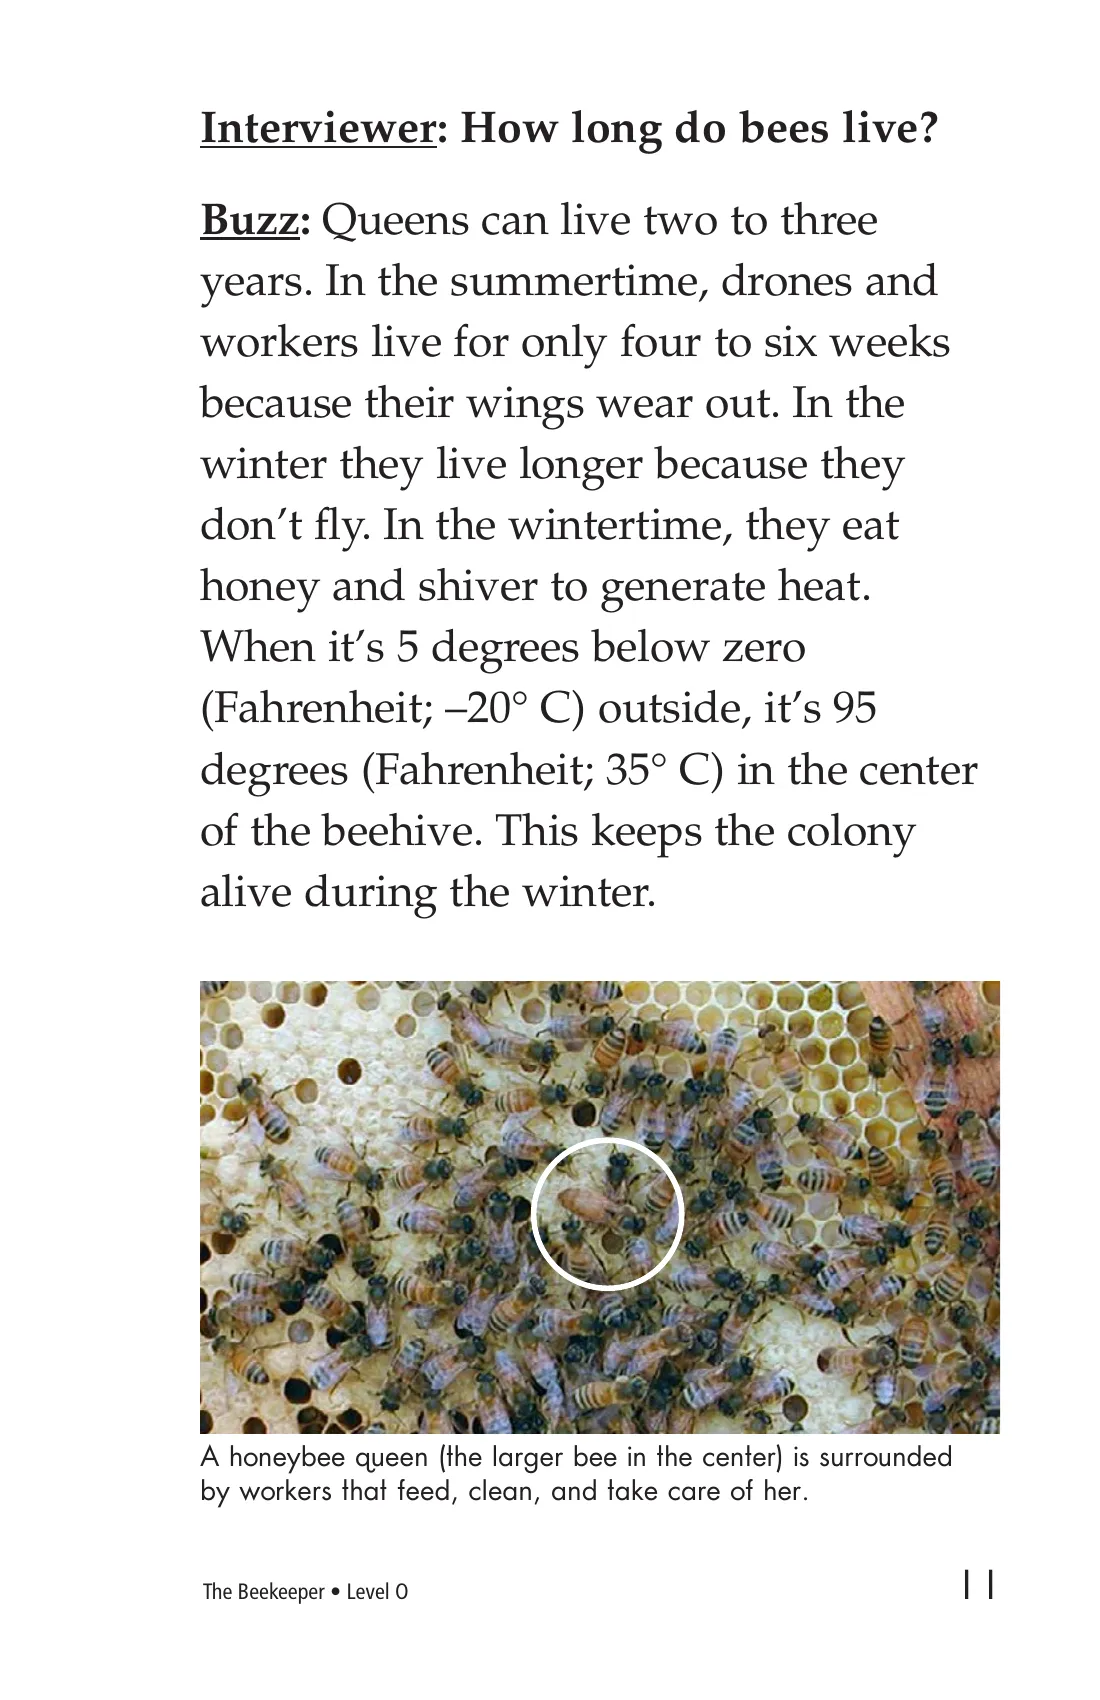 Interviewer: How long do bees live?
Buzz: Queens can live two to three
years. In the summertime, drones and
workers live for only four to six weeks
because their wings wear out. In the
winter they live longer because they
don’t fly. In the wintertime, they eat
honey and shiver to generate heat.
When it’s 5 degrees below zero
(Fahrenheit; –20° C) outside, it’s 95
degrees (Fahrenheit; 35° C) in the center
of the beehive. This keeps the colony
alive during the winter.
A honeybee queen (the larger bee in the center) is surrounded
by workers that feed, clean, and take care of her.
The Beekeeper • Level O 11